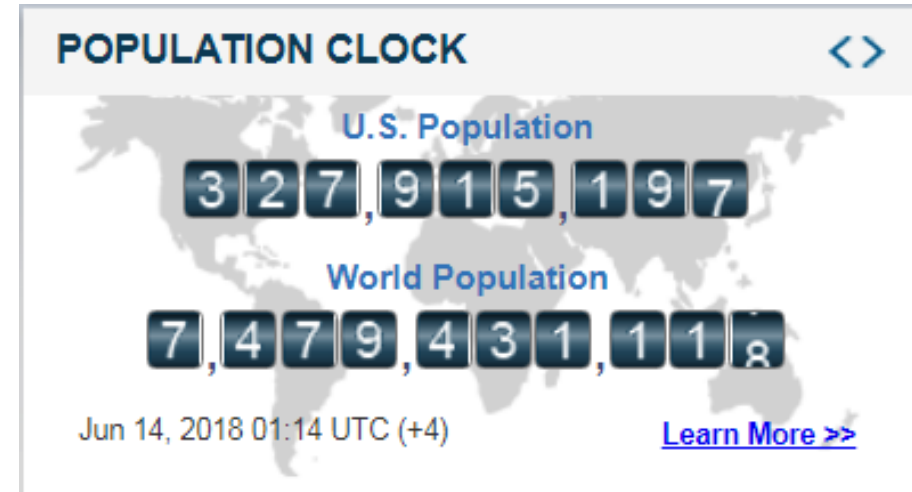 POPULATION CLOCK <>
U.S. Population
327,915,197
World Population
7,479,431,118
Jun 14, 2018 01:14 UTC (+4) Learn More >>